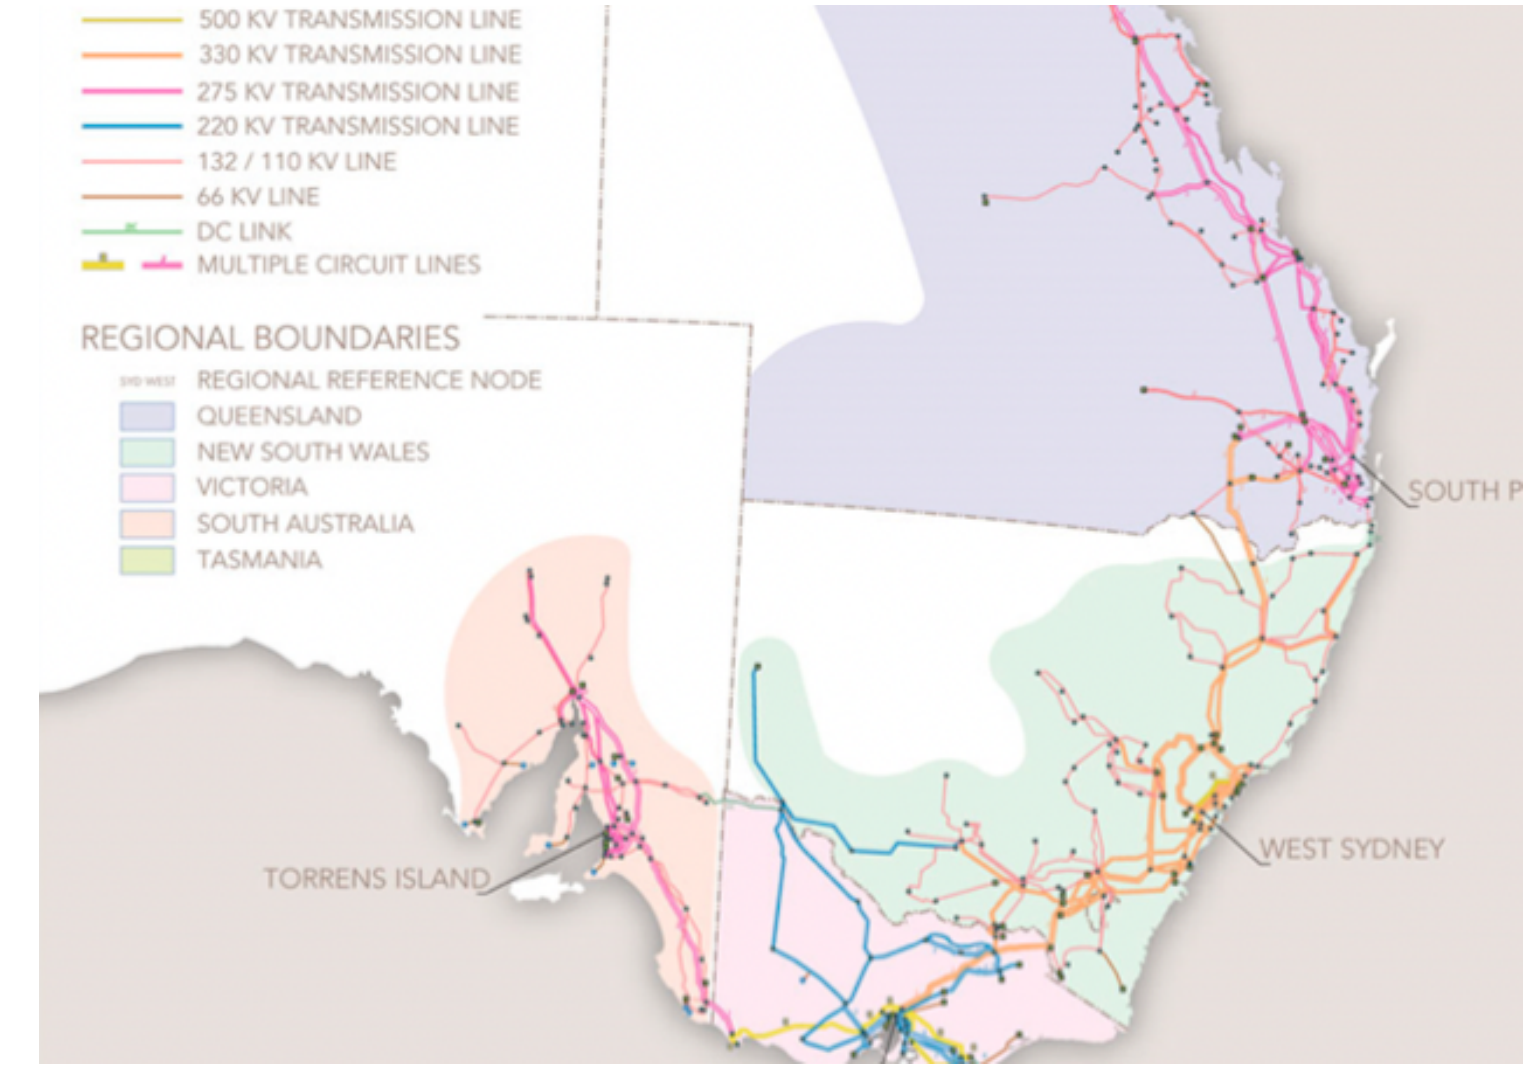 500 KV TRANSMISSION LINE
330 KV TRANSMISSION LINE
275 KV TRANSMISSION LINE
220 KV TRANSMISSION LINE
132 / 110 KV LINE
66 KV LINE
DC LINK
MULTIPLE CIRCUIT LINES
REGIONAL BOUNDARIES
SYD WEST REGIONAL REFERENCE NODE
QUEENSLAND
NEW SOUTH WALES
VICTORIA
SOUTH AUSTRALIA
TASMANIA
SOUTH P
WEST SYDNEY
TORRENS ISLAND